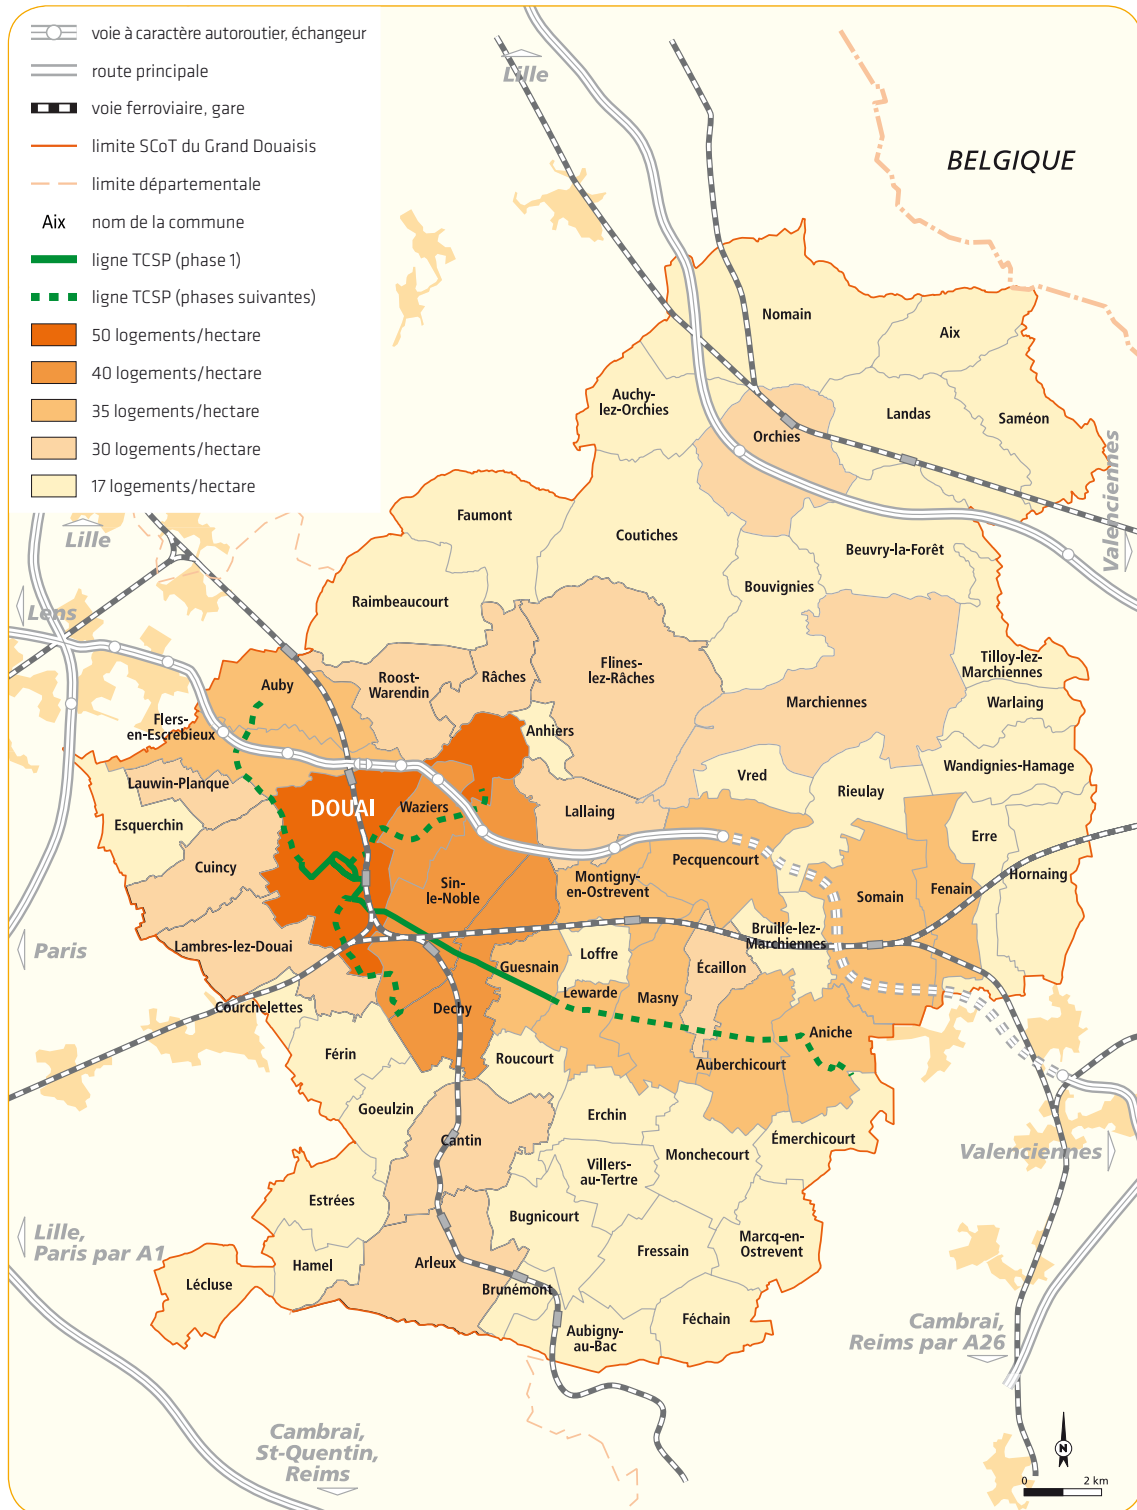 voie à caractère autoroutier, échangeur
route principale
voie ferroviaire, gare
limite SCoT du Grand Douaisis
limite départementale
Aix nom de la commune
ligne TCSP (phase 1)
ligne TCSP (phases suivantes)
50 logements/hectare
40 logements/hectare
35 logements/hectare
30 logements/hectare
17 logements/hectare
Lille
BELGIQUE
Nomain
Aix
Auchy-
lez-Orchies
Landas
Saméon
Orchies
Valenciennes
Faumont
Coutiches
Beuvry-la-Forêt
Lille
Bouvignies
Raimbeaucourt
Lens
Tilloy-lez-
Marchiennes
Flines-
lez-Râches
Râches
Roost-
Warendin
Auby
Marchiennes
Warlaing
Flers-
en-Escrebieux
Anhiers
Wandignies-Hamage
Vred
Lauwin-Planque
Rieulay
DOUAI
Waziers
Lallaing
Esquerchin
Erre
Pecquencourt
Cuincy
Hornaing
Montigny-
en-Ostrevent
Sin-
le-Noble
Somain
Fenain
Bruille-lez-
Marchiennes
Lambres-lez-Douai
Paris
Loffre
Guesnain
Écaillon
Lewarde
Masny
Courchelettes
Dechy
Aniche
Férin
Roucourt
Auberchicourt
Goeulzin
Erchin
Cantin
Émerchicourt
Monchecourt
Valenciennes
Villers-
au-Tertre
Estrées
Bugnicourt
Lille,
Paris par A1
Marcq-en-
Ostrevent
Fressain
Hamel
Arleux
Lécluse
Brunémont
Féchain
Cambrai,
Reims par A26
Aubigny-
au-Bac
Cambrai,
St-Quentin,
Reims
N
0 2 km